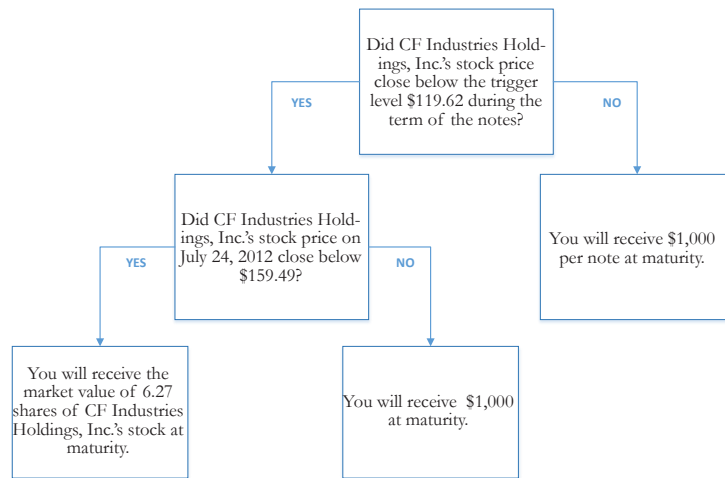 Did CF Industries Hold-
ings, Inc.'s stock price
close below the trigger
level $119.62 during the
term of the notes?
YES
NO
Did CF Industries Hold-
ings, Inc.'s stock price on
July 24, 2012 close below
$159.49?
You will receive $1,000
per note at maturity.
YES
NO
You will receive the
market value of 6.27
shares of CF Industries
Holdings, Inc.'s stock at
maturity.
You will receive $1,000
at maturity.